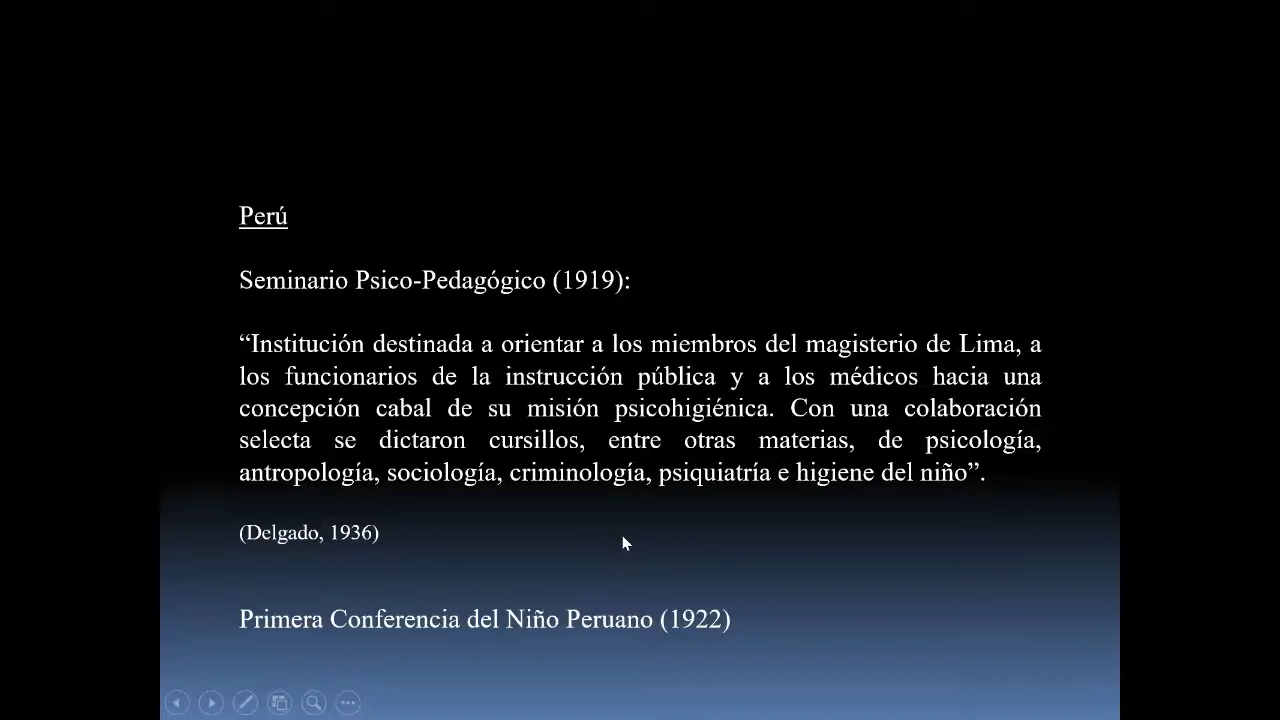 Perú
Seminario Psico-Pedagógico (1919):
“Institución destinada a orientar a los miembros del magisterio de Lima, a
los funcionarios de la instrucción pública y a los médicos hacia una
concepción cabal de su misión psicohigiénica. Con una colaboración
selecta se dictaron cursillos, entre otras materias, de psicología,
antropología, sociología, criminología, psiquiatría e higiene del niño”.
(Delgado, 1936)
Primera Conferencia del Niño Peruano (1922)